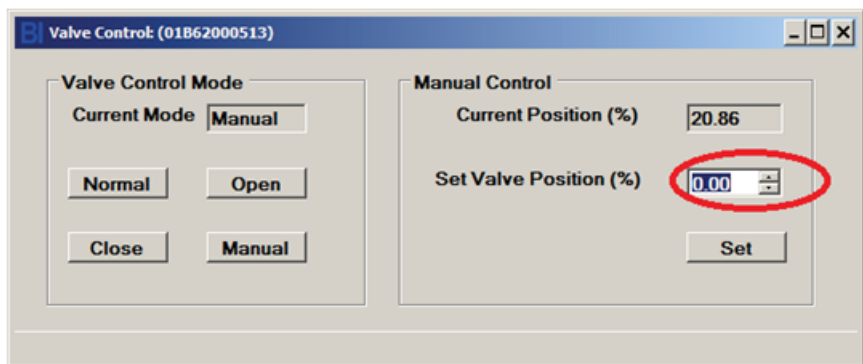 BI Valve Control: (01B62000513)
Valve Control Mode
Current Mode Manual
Normal Open
Close Manual
Manual Control
Current Position (%) 20.86
Set Valve Position (%) 0.00
Set